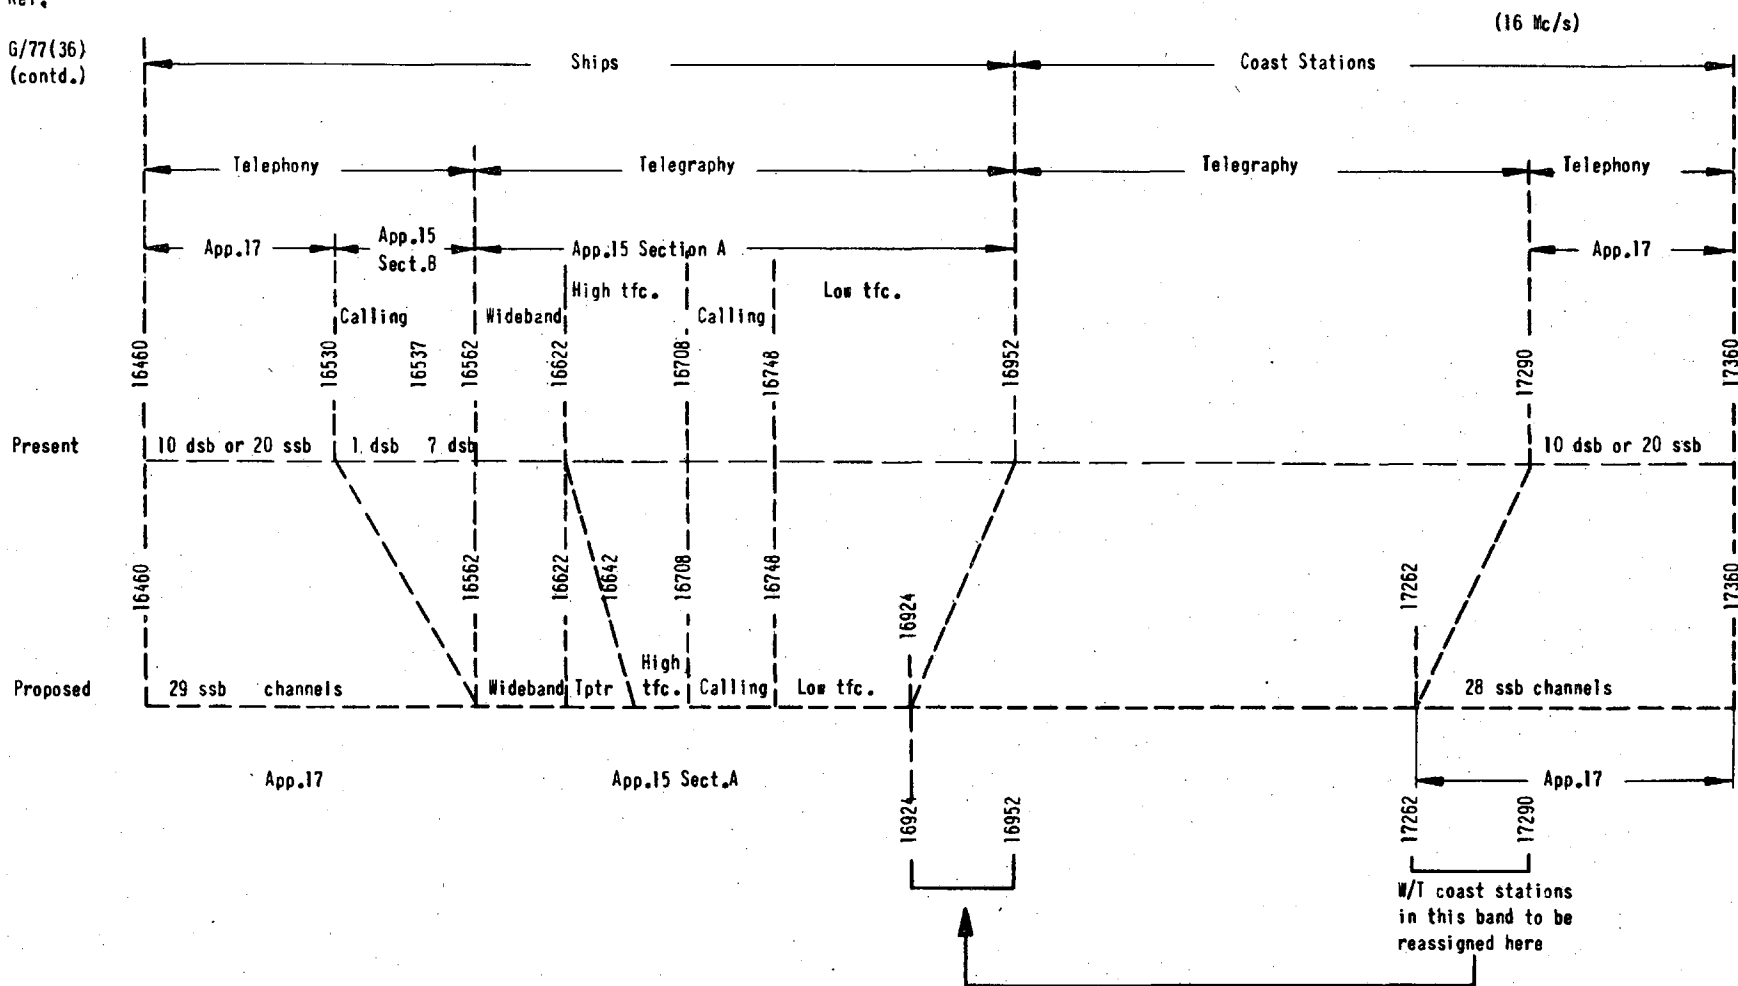 Ref.
(16 Mc/s)
G/77(36)
(contd.)
Ships
Coast Stations
Telephony
Telegraphy
Telegraphy
Telephony
App.17
App.15
Sect.B
App.15 Section A
App.17
High tfc.
Low tfc.
Calling
Wideband
Calling
16460
16530
16537
16562
16622
16708
16748
16952
17290
17360
Present
10 dsb or 20 ssb
1 dsb
7 dsb
10 dsb or 20 ssb
16460
16562
16622
16642
16708
16748
16924
17262
17360
Proposed
29 ssb channels
Wideband
Tptr
High
tfc.
Calling
Low tfc.
28 ssb channels
App.17
App.15 Sect.A
App.17
16924
16952
17262
17290
W/T coast stations
in this band to be
reassigned here